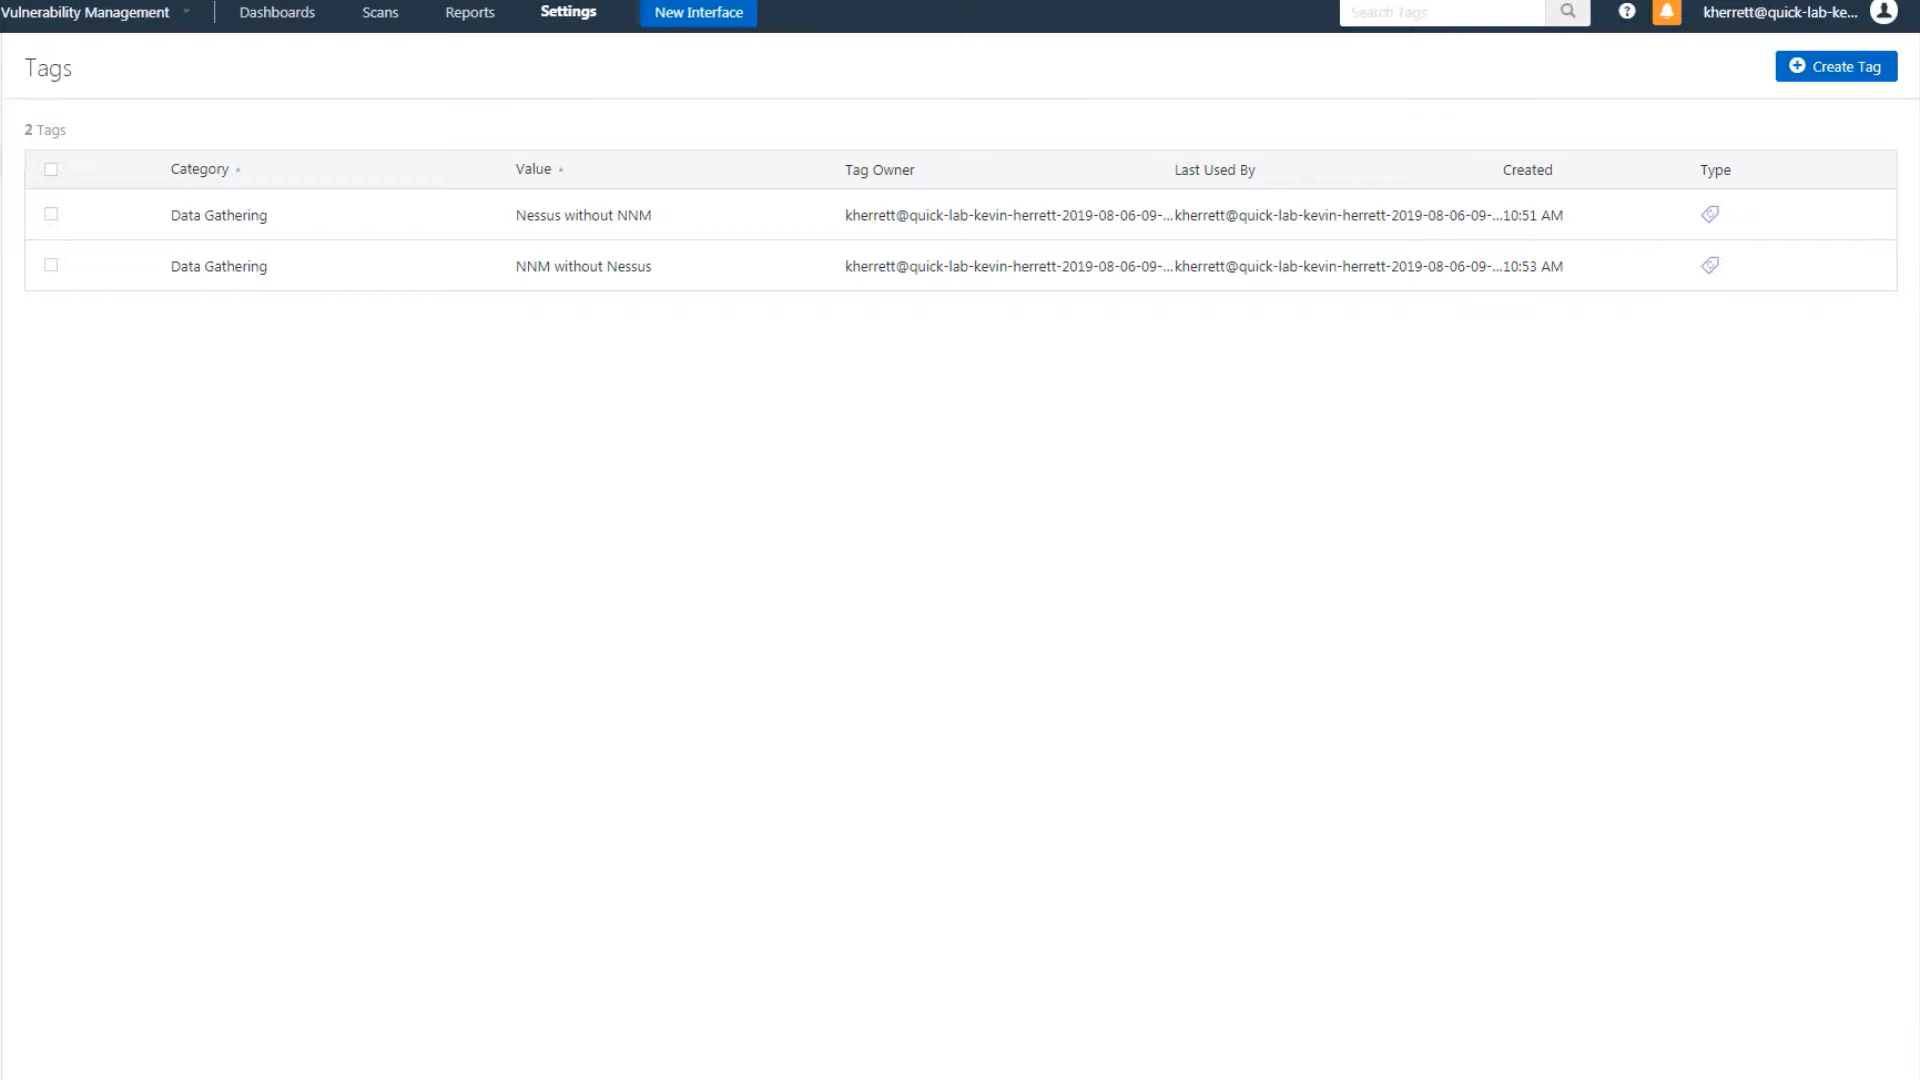 Vulnerability Management Dashboards Scans Reports Settings New Interface Search Tags kherrett@quick-lab-ke...
Tags Create Tag
2 Tags
Category Value Tag Owner Last Used By Created Type
Data Gathering Nessus without NNM kherrett@quick-lab-kevin-herrett-2019-08-06-09-... kherrett@quick-lab-kevin-herrett-2019-08-06-09-... 10:51 AM
Data Gathering NNM without Nessus kherrett@quick-lab-kevin-herrett-2019-08-06-09-... kherrett@quick-lab-kevin-herrett-2019-08-06-09-... 10:53 AM